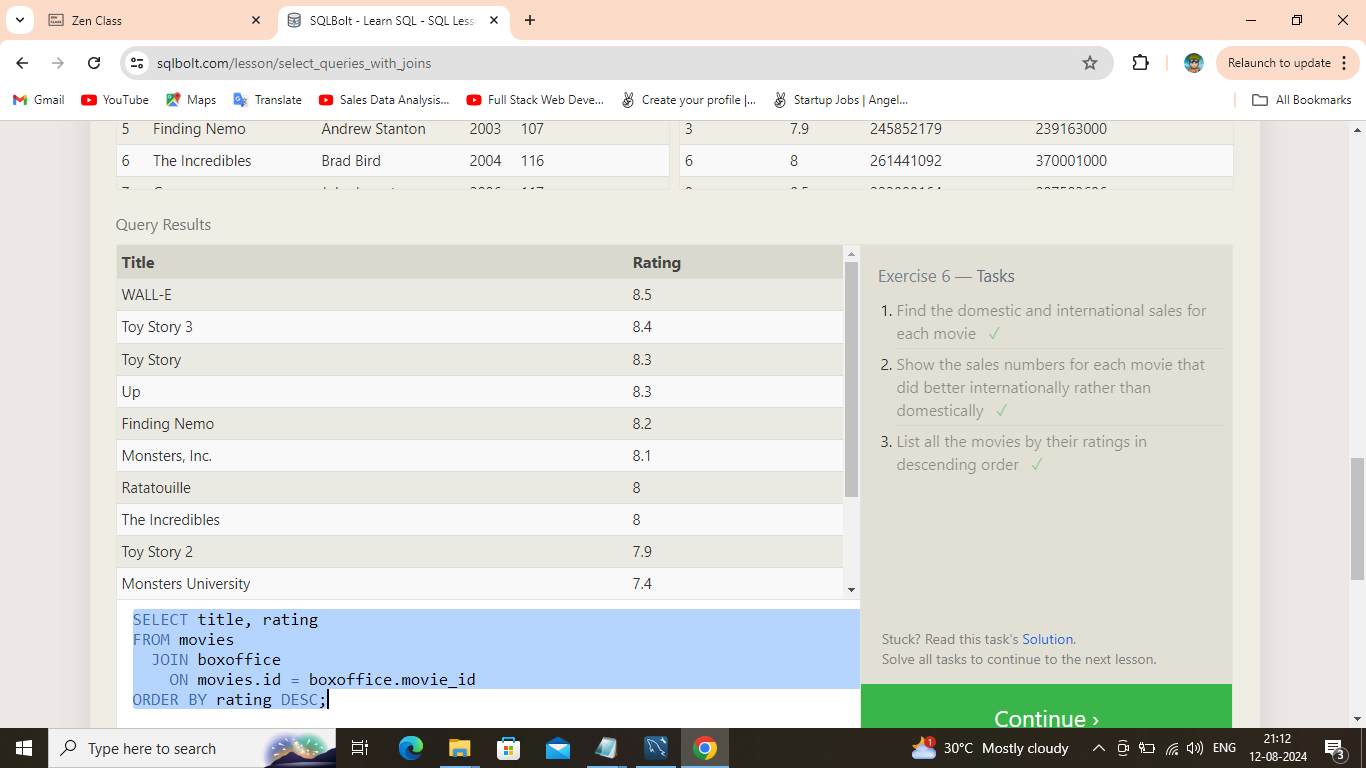 Zen Class
SQLBolt - Learn SQL - SQL Less
sqlbolt.com/lesson/select_queries_with_joins
Relaunch to update
Gmail
YouTube
Maps
Translate
Sales Data Analysis...
Full Stack Web Deve...
Create your profile |...
Startup Jobs | Angel...
All Bookmarks
5 Finding Nemo Andrew Stanton 2003 107
3 7.9 245852179 239163000
6 The Incredibles Brad Bird 2004 116
6 8 261441092 370001000
Query Results
Title Rating
WALL-E 8.5
Toy Story 3 8.4
Toy Story 8.3
Up 8.3
Finding Nemo 8.2
Monsters, Inc. 8.1
Ratatouille 8
The Incredibles 8
Toy Story 2 7.9
Monsters University 7.4
Exercise 6 — Tasks
1. Find the domestic and international sales for
each movie ✓
2. Show the sales numbers for each movie that
did better internationally rather than
domestically ✓
3. List all the movies by their ratings in
descending order ✓
SELECT title, rating
FROM movies
JOIN boxoffice
ON movies.id = boxoffice.movie_id
ORDER BY rating DESC;
Stuck? Read this task's Solution.
Solve all tasks to continue to the next lesson.
Continue ›
Type here to search
1
30°C Mostly cloudy
ENG
21:12
12-08-2024
3